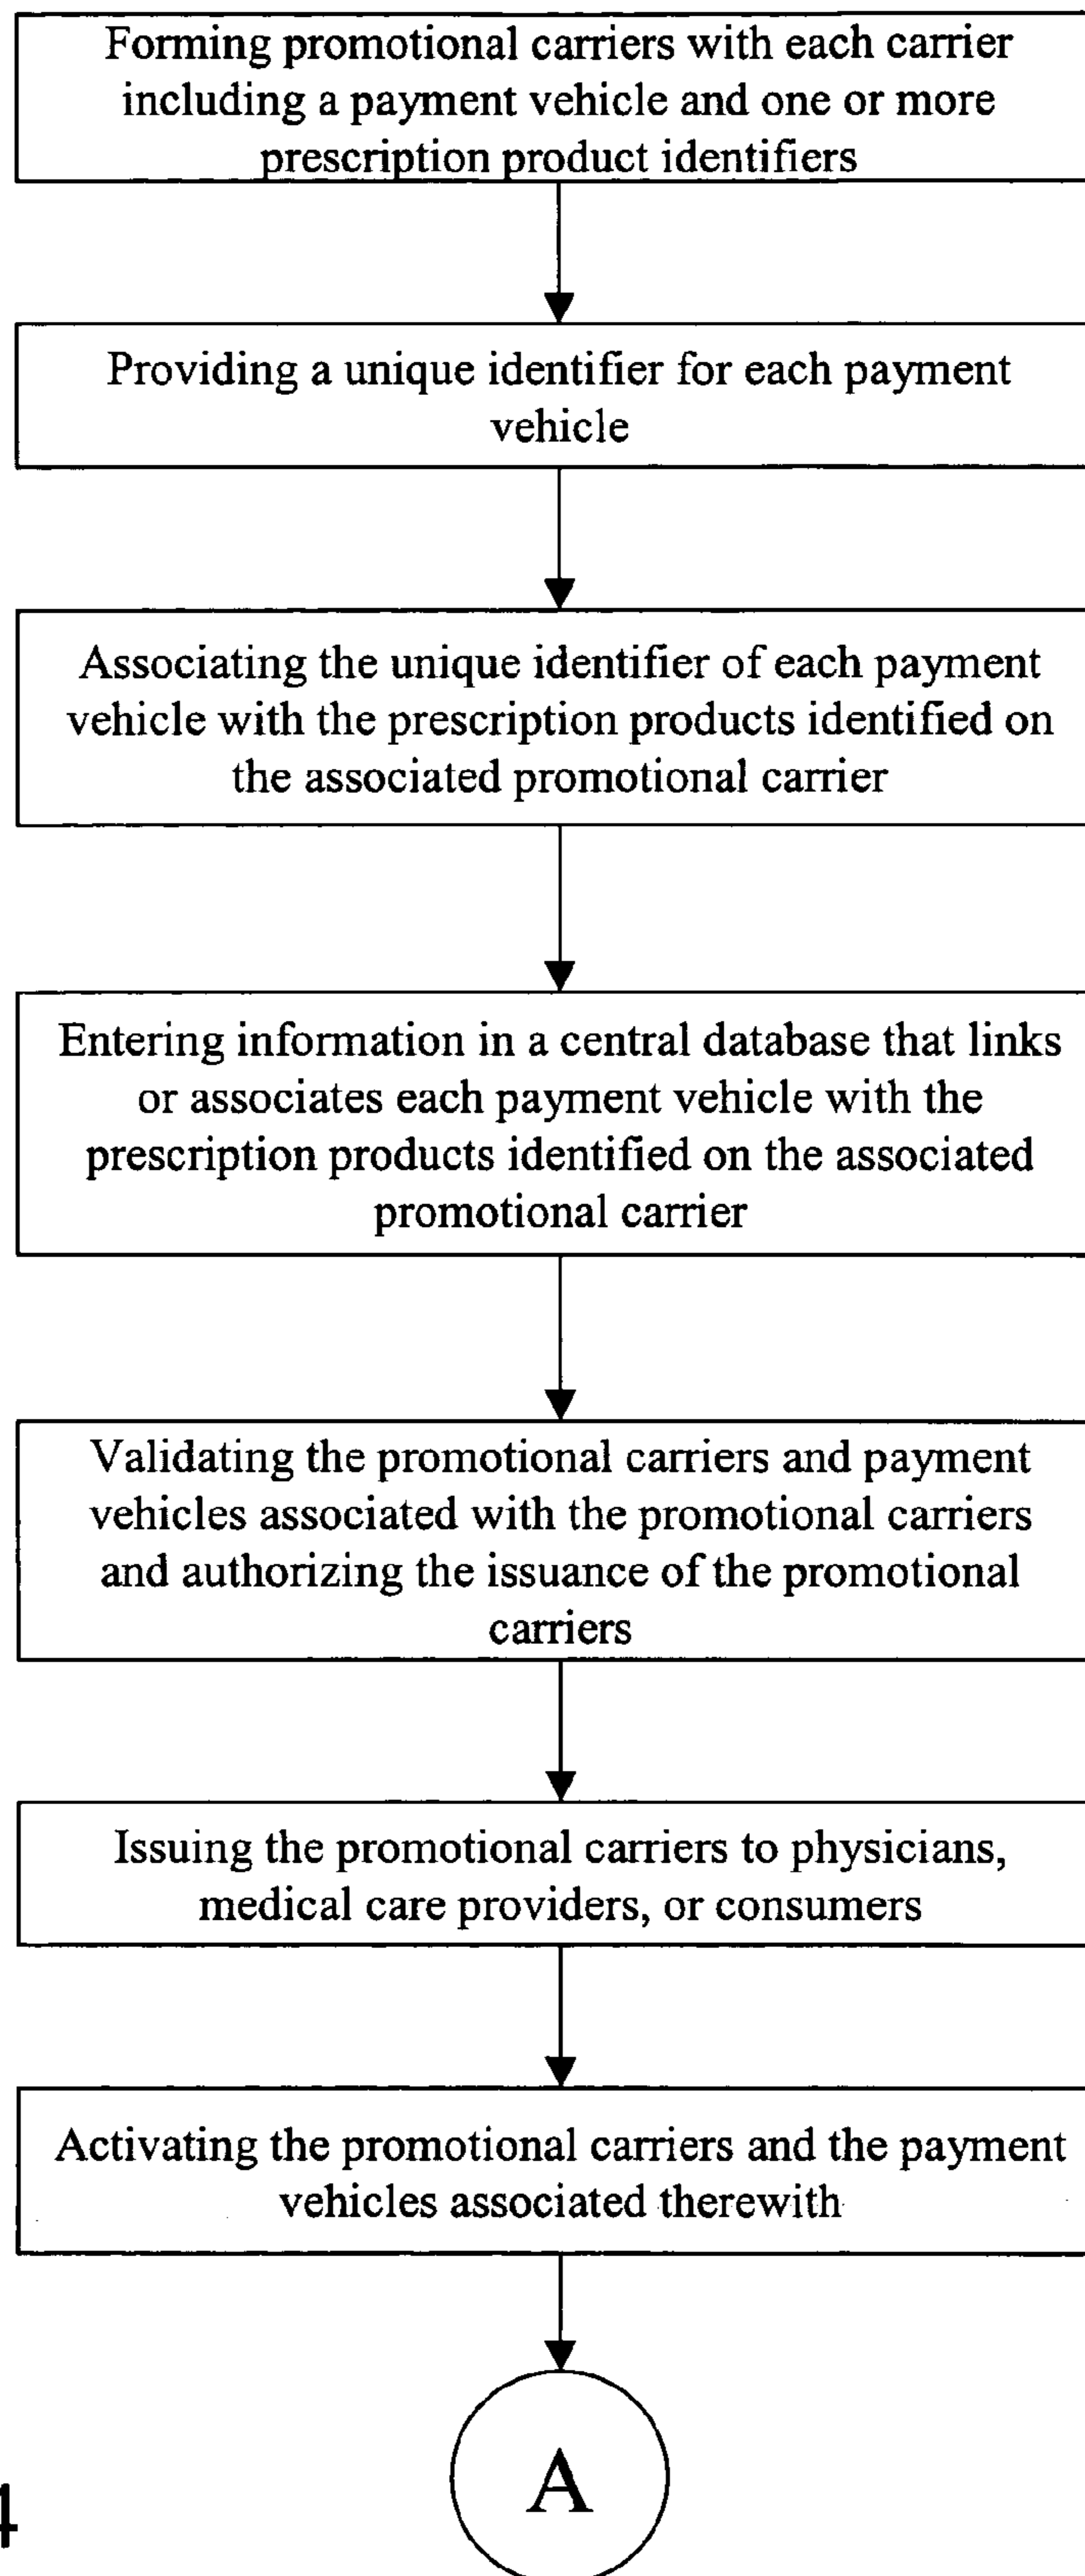 Forming promotional carriers with each carrier
including a payment vehicle and one or more
prescription product identifiers
Providing a unique identifier for each payment
vehicle
Associating the unique identifier of each payment
vehicle with the prescription products identified on
the associated promotional carrier
Entering information in a central database that links
or associates each payment vehicle with the
prescription products identified on the associated
promotional carrier
Validating the promotional carriers and payment
vehicles associated with the promotional carriers
and authorizing the issuance of the promotional
carriers
Issuing the promotional carriers to physicians,
medical care providers, or consumers
Activating the promotional carriers and the payment
vehicles associated therewith
A
4